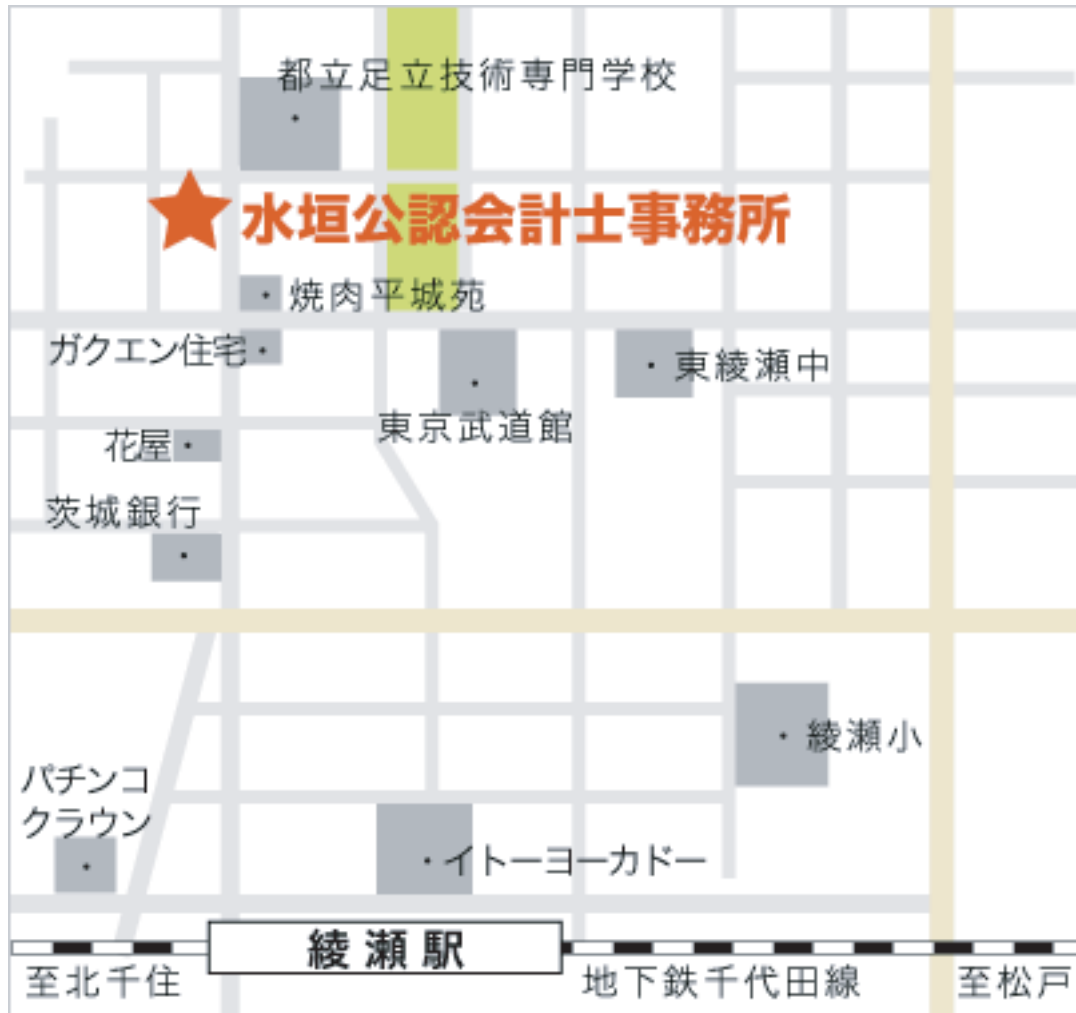 都立足立技術専門学校
水垣公認会計士事務所
焼肉平城苑
ガクエン住宅
東綾瀬中
東京武道館
花屋
茨城銀行
綾瀬小
パチンコ
クラウン
イトーヨーカドー
綾瀬駅
至北千住
地下鉄千代田線
至松戸